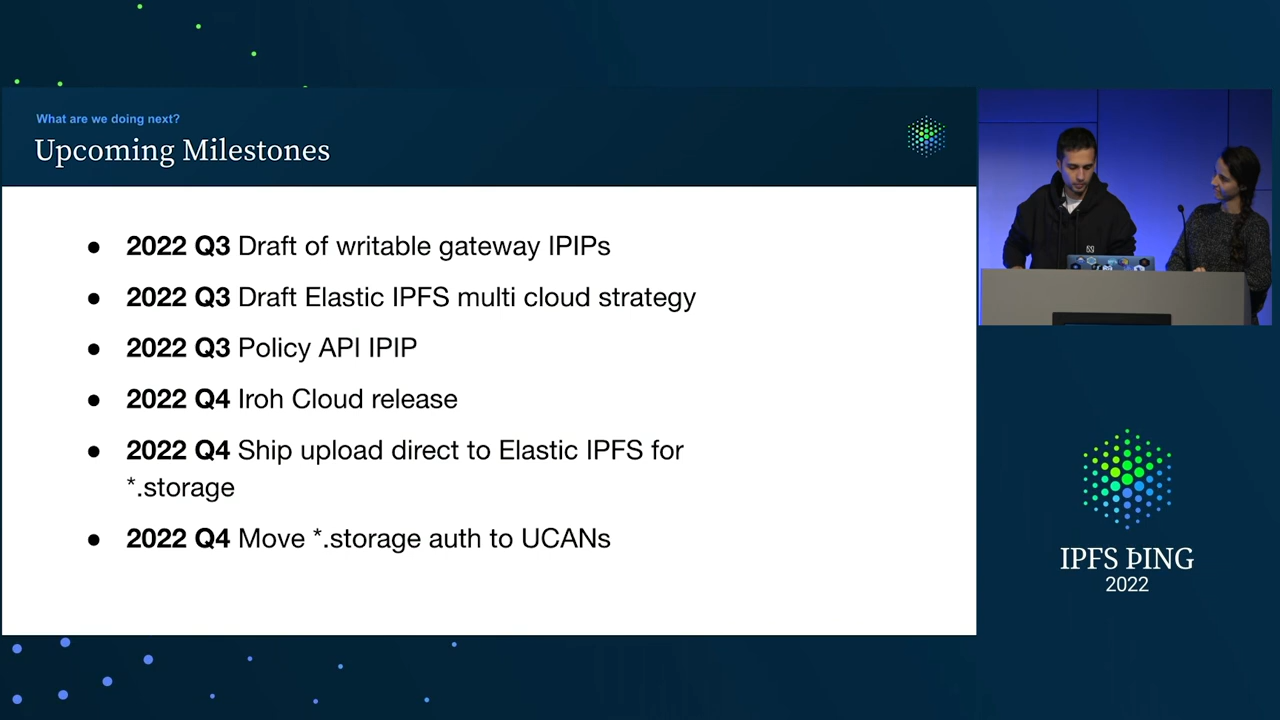 What are we doing next?
Upcoming Milestones
● 2022 Q3 Draft of writable gateway IPIPs
● 2022 Q3 Draft Elastic IPFS multi cloud strategy
● 2022 Q3 Policy API IPIP
● 2022 Q4 Iroh Cloud release
● 2022 Q4 Ship upload direct to Elastic IPFS for
*.storage
● 2022 Q4 Move *.storage auth to UCANs
IPFS ÞING
2022